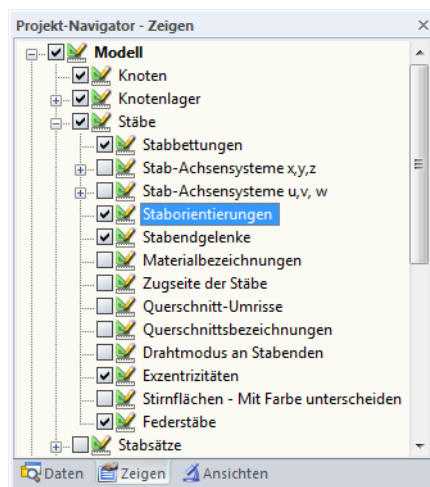 Projekt-Navigator - Zeigen
Modell
Knoten
Knotenlager
Stäbe
Stabbettungen
Stab-Achsensysteme x,y,z
Stab-Achsensysteme u,v, w
Staborientierungen
Stabendgelenke
Materialbezeichnungen
Zugseite der Stäbe
Querschnitt-Umrisse
Querschnittsbezeichnungen
Drahtmodus an Stabenden
Exzentrizitäten
Stirnflächen - Mit Farbe unterscheiden
Federstäbe
Stabsätze
Daten Zeigen Ansichten